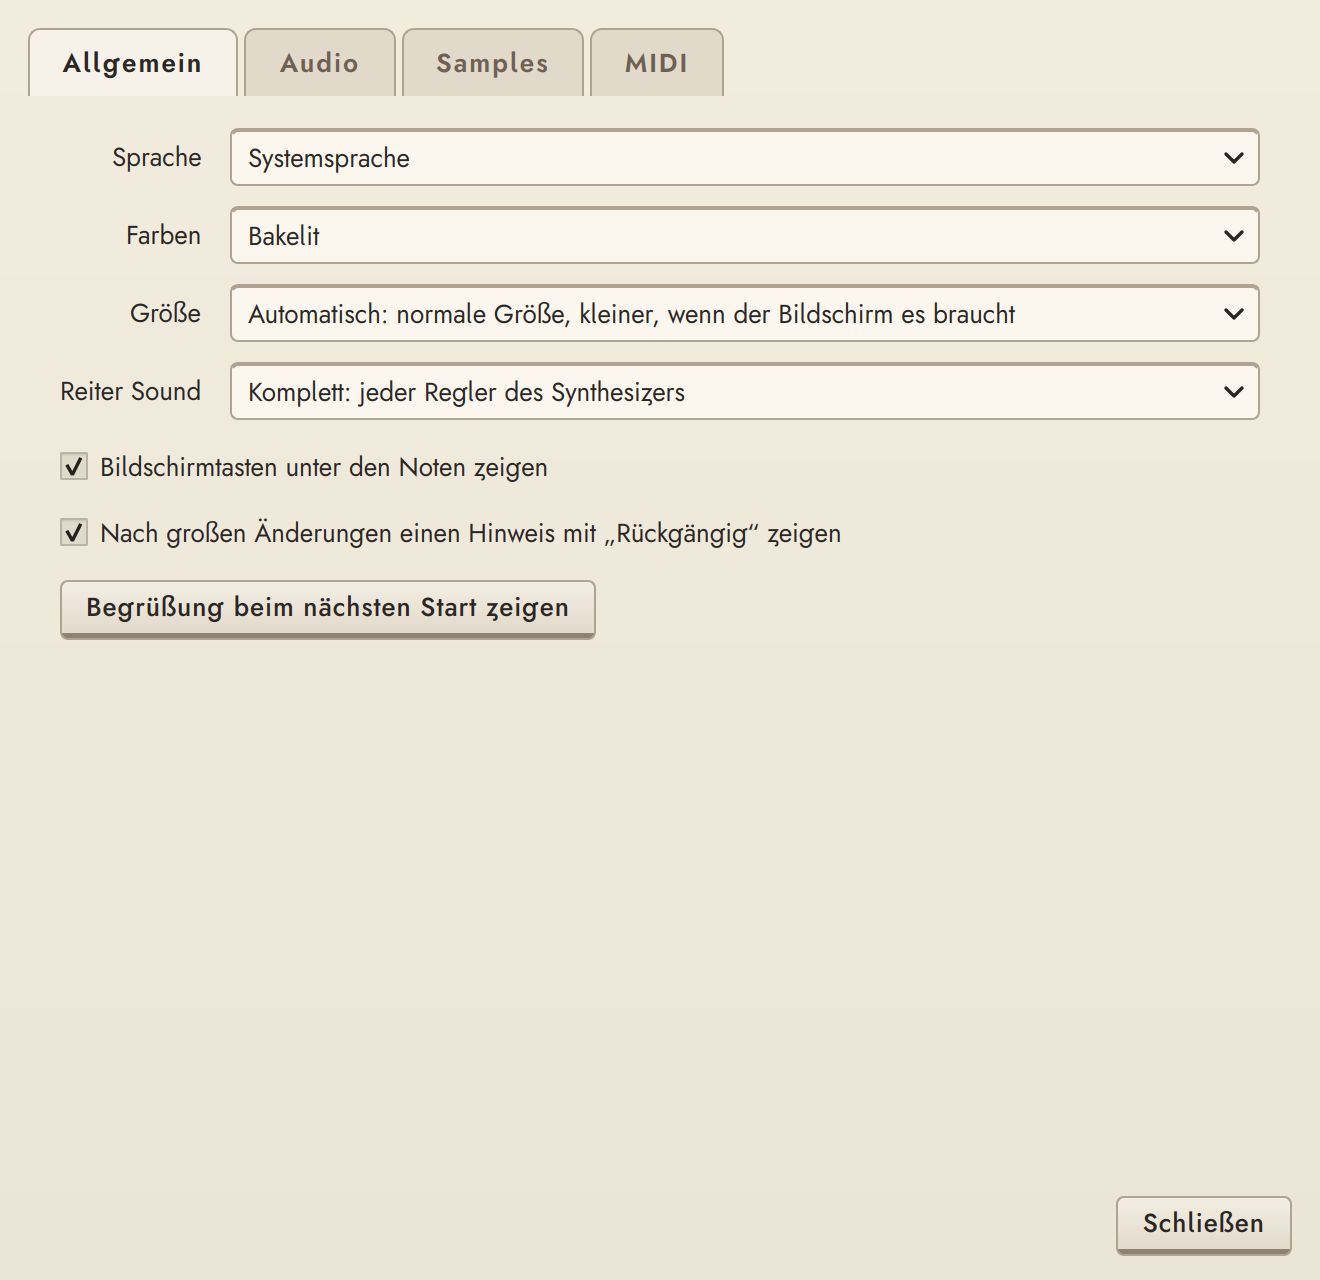 Allgemein Audio Samples MIDI
Sprache Systemsprache
Farben Bakelit
Größe Automatisch: normale Größe, kleiner, wenn der Bildschirm es braucht
Reiter Sound Komplett: jeder Regler des Synthesizers
Bildschirmtasten unter den Noten zeigen
Nach großen Änderungen einen Hinweis mit „Rückgängig“ zeigen
Begrüßung beim nächsten Start zeigen
Schließen